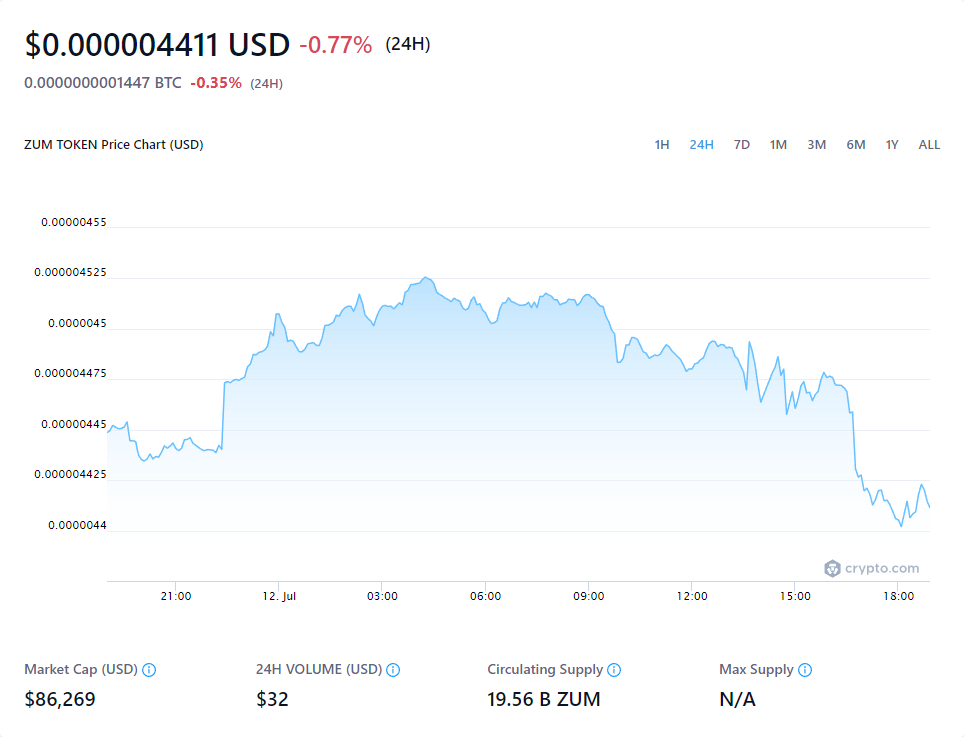 $0.000004411 USD -0.77% (24H)
0.0000000001447 BTC -0.35% (24H)
ZUM TOKEN Price Chart (USD) 1H 24H 7D 1M 3M 6M 1Y ALL
0.00000455
0.000004525
0.0000045
0.000004475
0.00000445
0.000004425
0.0000044
crypto.com
21:00 12. Jul 03:00 06:00 09:00 12:00 15:00 18:00
Market Cap (USD) 24H VOLUME (USD) Circulating Supply Max Supply
$86,269 $32 19.56 B ZUM N/A